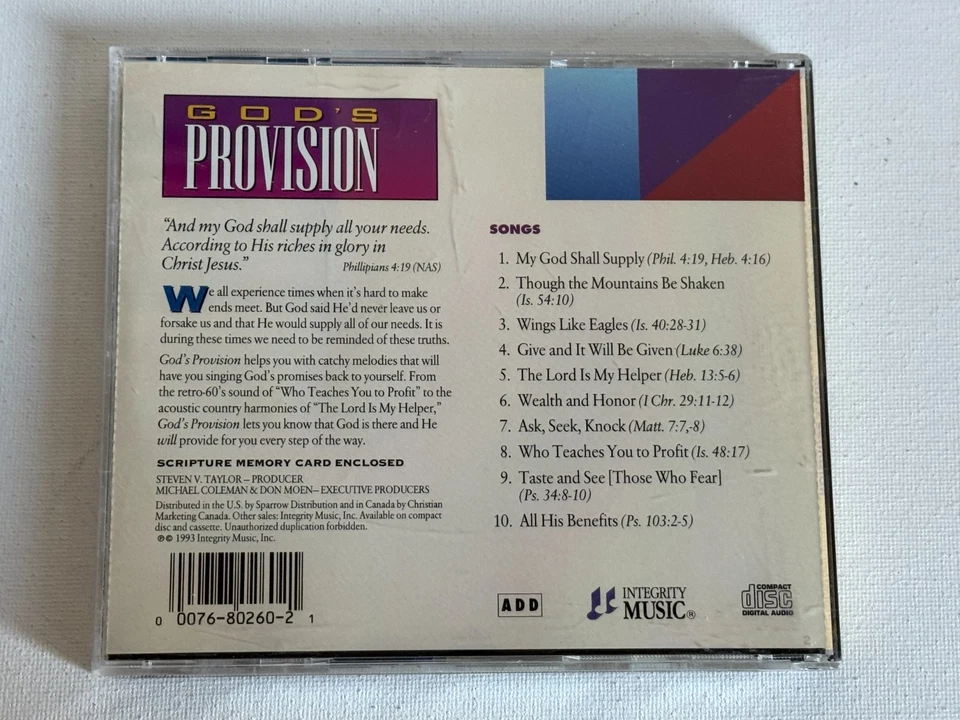 GOD'S
PROVISION
"And my God shall supply all your needs.
According to His riches in glory in
Christ Jesus."
Phillipians 4:19 (NAS)
We all experience times when it's hard to make
ends meet. But God said He'd never leave us or
forsake us and that He would supply all of our needs. It is
during these times we need to be reminded of these truths.
God's Provision helps you with catchy melodies that will
have you singing God's promises back to yourself. From
the retro-60's sound of "Who Teaches You to Profit" to the
acoustic country harmonies of "The Lord Is My Helper,"
God's Provision lets you know that God is there and He
will provide for you every step of the way.
SCRIPTURE MEMORY CARD ENCLOSED
STEVEN V. TAYLOR – PRODUCER
MICHAEL COLEMAN & DON MOEN – EXECUTIVE PRODUCERS
Distributed in the U.S. by Sparrow Distribution and in Canada by Christian
Marketing Canada. Other sales: Integrity Music, Inc. Available on compact
disc and cassette. Unauthorized duplication forbidden.
℗© 1993 Integrity Music, Inc.
0 0076-80260-2 1
SONGS
1. My God Shall Supply (Phil. 4:19, Heb. 4:16)
2. Though the Mountains Be Shaken
(Is. 54:10)
3. Wings Like Eagles (Is. 40:28-31)
4. Give and It Will Be Given (Luke 6:38)
5. The Lord Is My Helper (Heb. 13:5-6)
6. Wealth and Honor (I Chr. 29:11-12)
7. Ask, Seek, Knock (Matt. 7:7,-8)
8. Who Teaches You to Profit (Is. 48:17)
9. Taste and See [Those Who Fear]
(Ps. 34:8-10)
10. All His Benefits (Ps. 103:2-5)
ADD
INTEGRITY
MUSIC®
COMPACT
disc
DIGITAL AUDIO
2